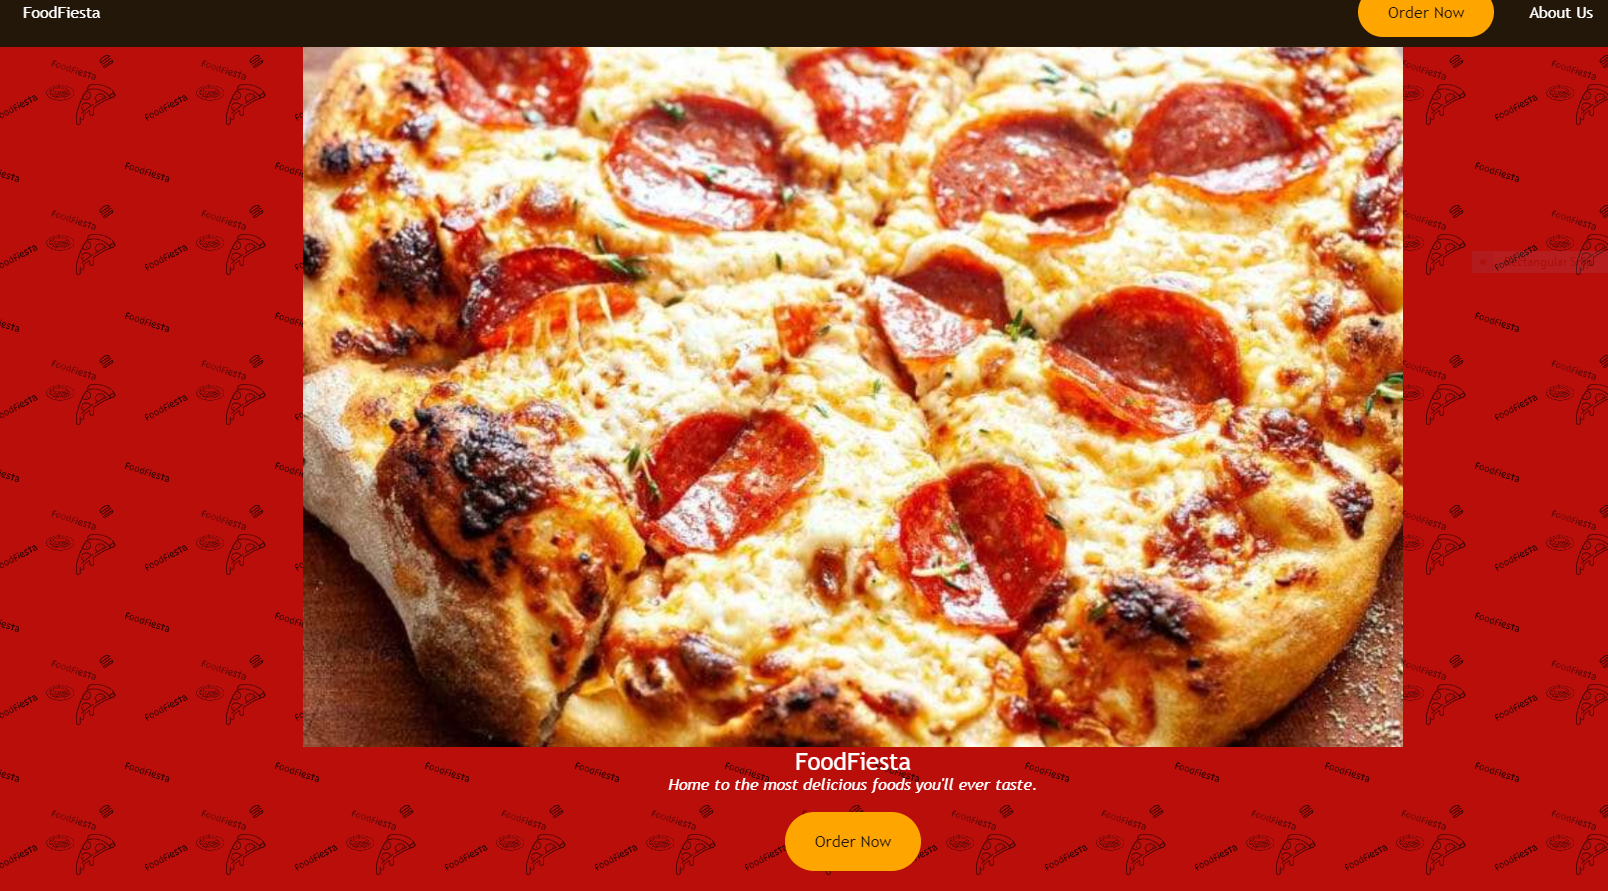 FoodFiesta
Order Now
About Us
FoodFiesta
Home to the most delicious foods you'll ever taste.
Order Now